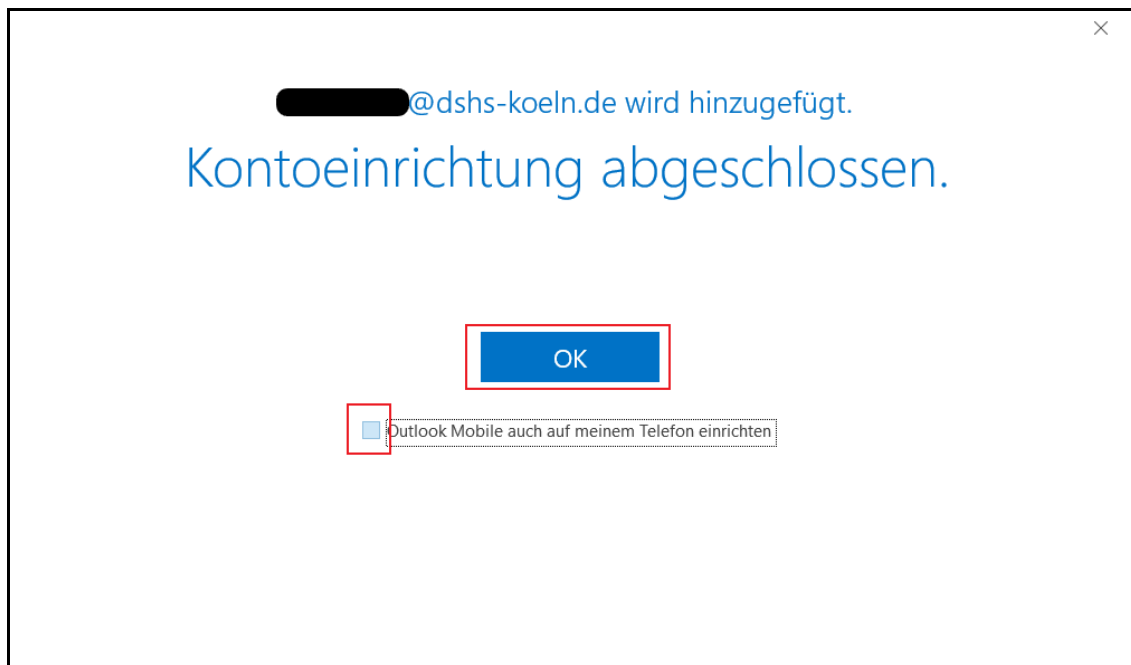 @dshs-koeln.de wird hinzugefügt.
Kontoeinrichtung abgeschlossen.
OK
Outlook Mobile auch auf meinem Telefon einrichten